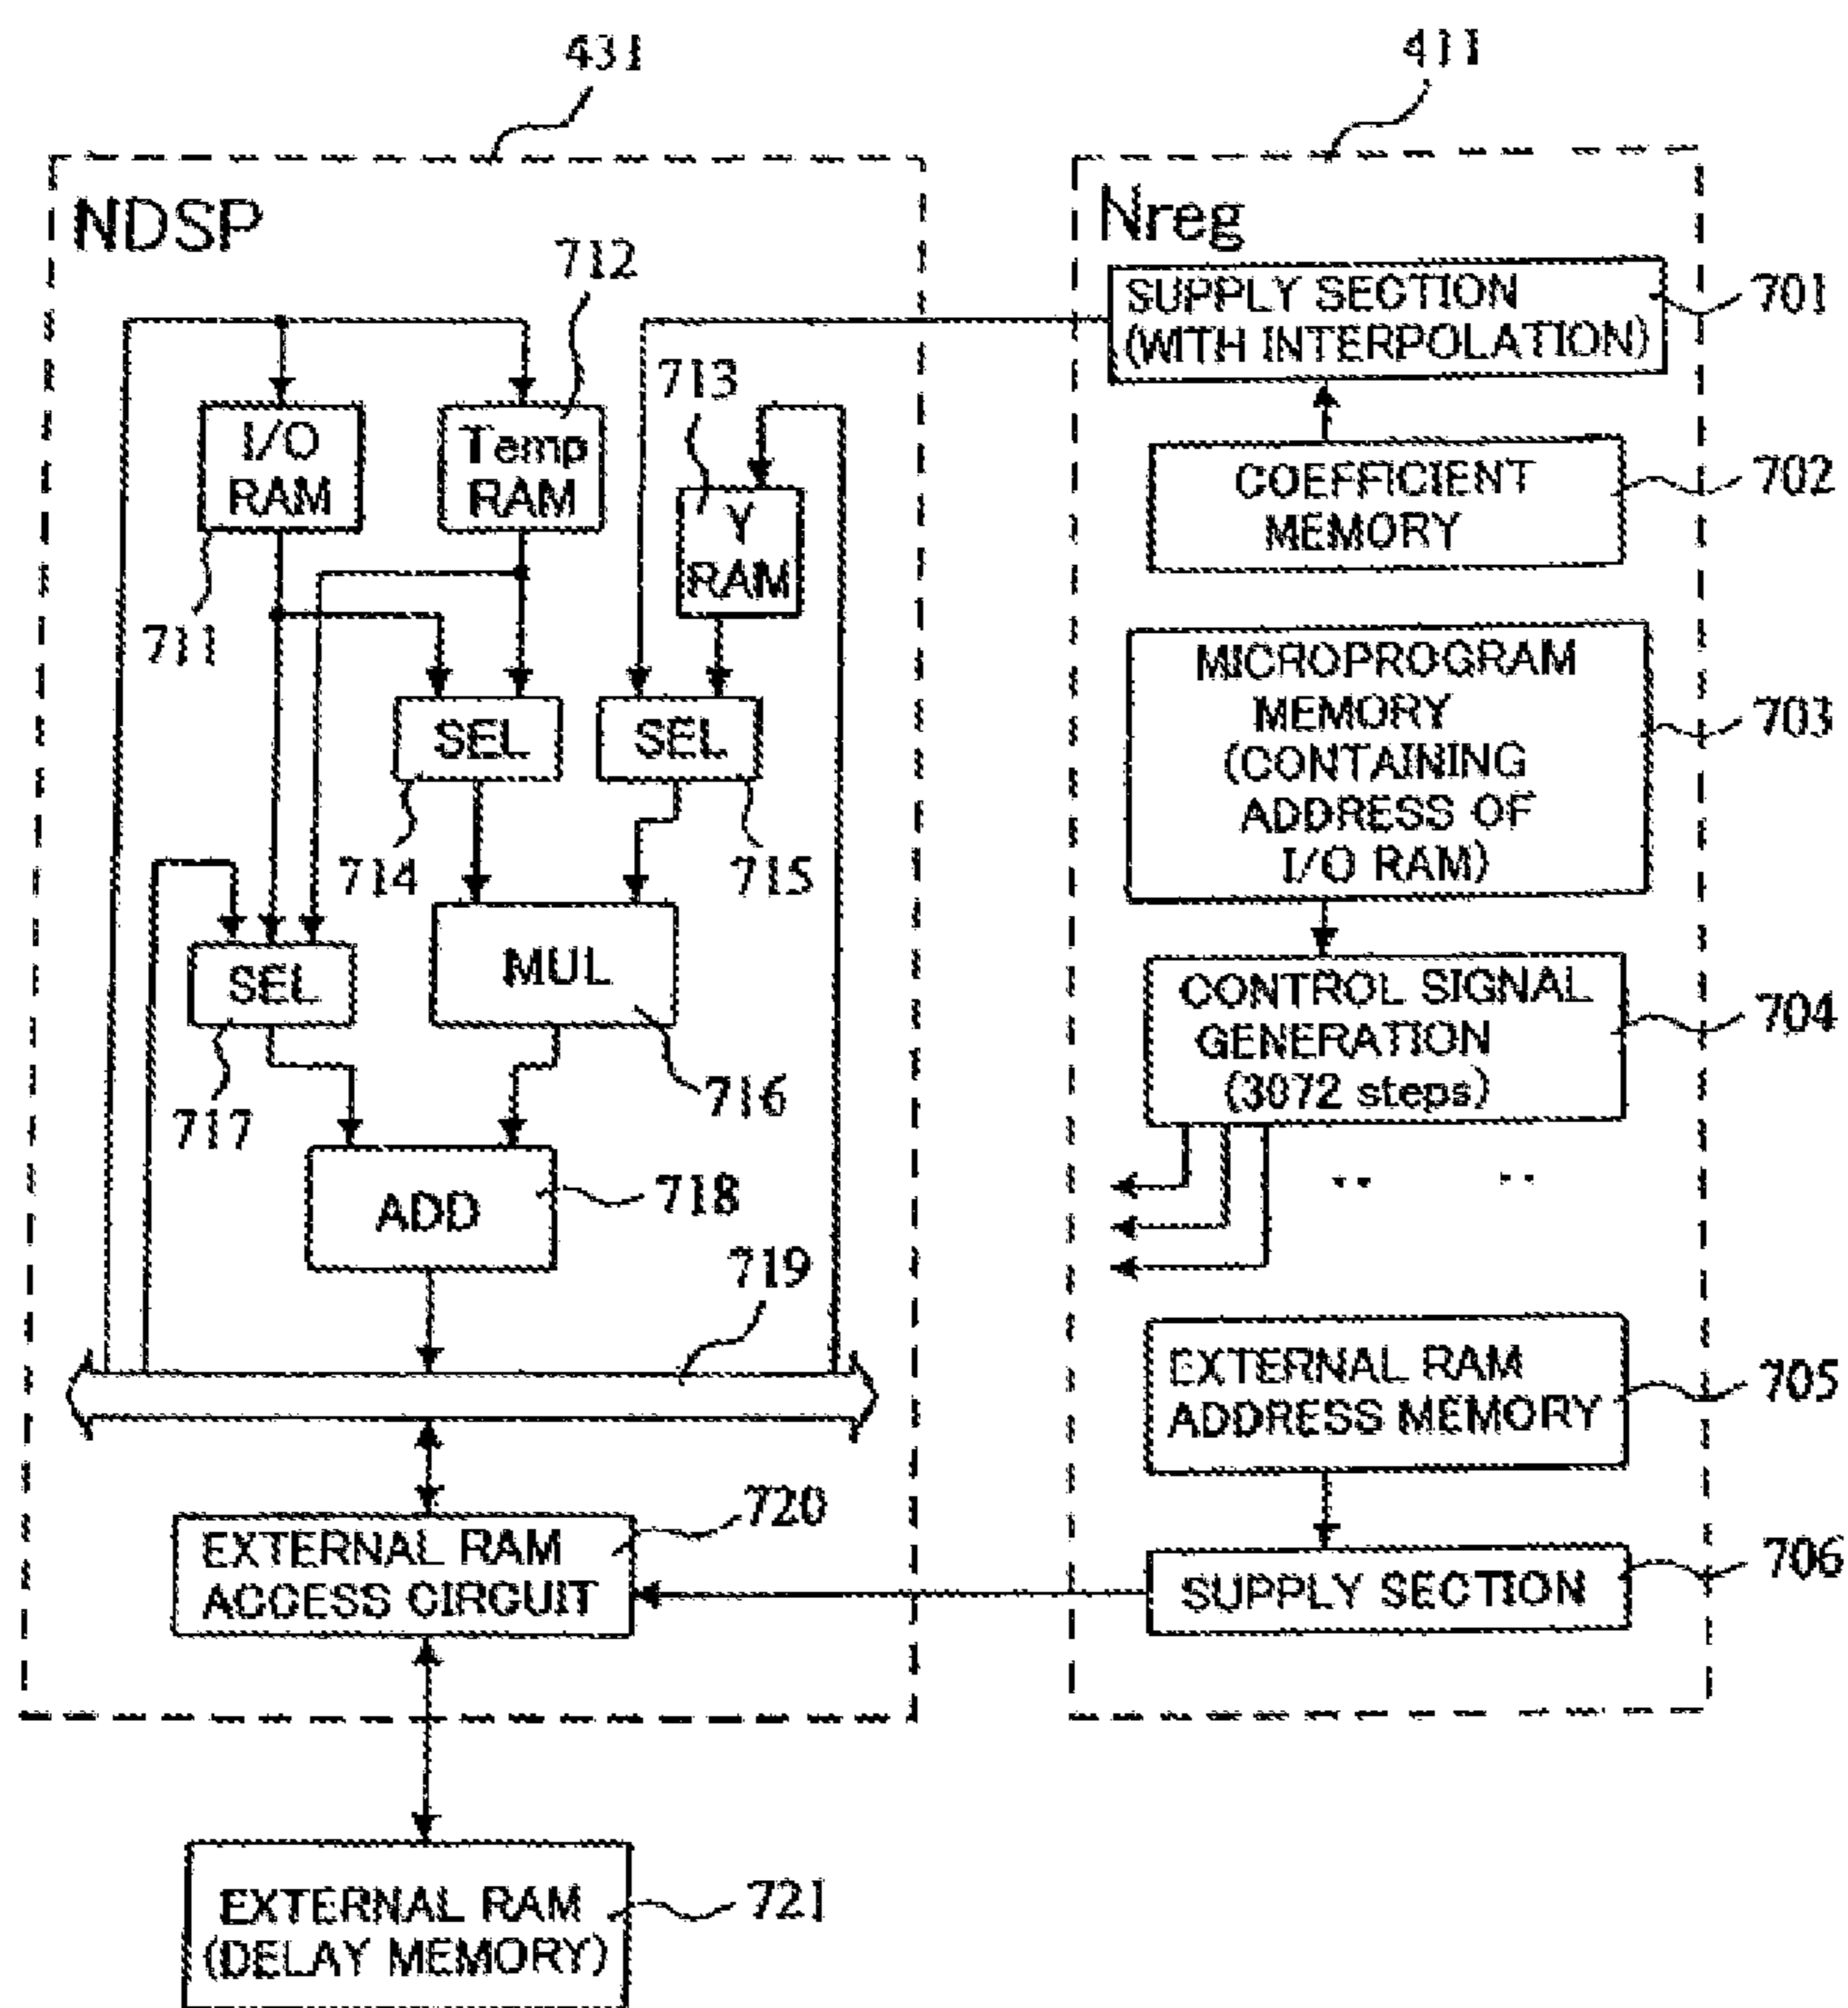 431
411
NDSP
Nreg
712
SUPPLY SECTION
(WITH INTERPOLATION)
701
713
I/O
RAM
Temp
RAM
COEFFICIENT
MEMORY
702
Y
RAM
711
MICROPROGRAM
MEMORY
(CONTAINING
ADDRESS OF
I/O RAM)
703
SEL
SEL
714
715
SEL
MUL
CONTROL SIGNAL
GENERATION
(3072 steps)
704
717
716
ADD
718
719
EXTERNAL RAM
ADDRESS MEMORY
705
720
EXTERNAL RAM
ACCESS CIRCUIT
SUPPLY SECTION
706
EXTERNAL RAM
(DELAY MEMORY)
721